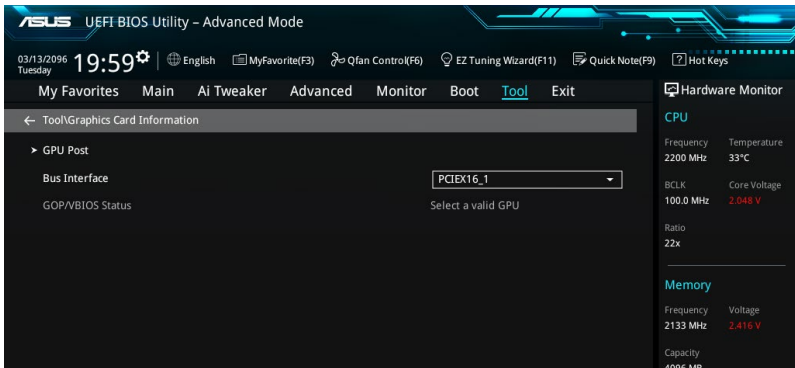 ASUS UEFI BIOS Utility – Advanced Mode
03/13/2096
Tuesday
19:59
English
MyFavorite(F3)
Qfan Control(F6)
EZ Tuning Wizard(F11)
Quick Note(F9)
? Hot Keys
My Favorites Main Ai Tweaker Advanced Monitor Boot Tool Exit
← Tool\Graphics Card Information
> GPU Post
Bus Interface PCIEX16_1
GOP/VBIOS Status Select a valid GPU
Hardware Monitor
CPU
Frequency Temperature
2200 MHz 33°C
BCLK Core Voltage
100.0 MHz 2.048 V
Ratio
22x
Memory
Frequency Voltage
2133 MHz 2.416 V
Capacity
4096 MB